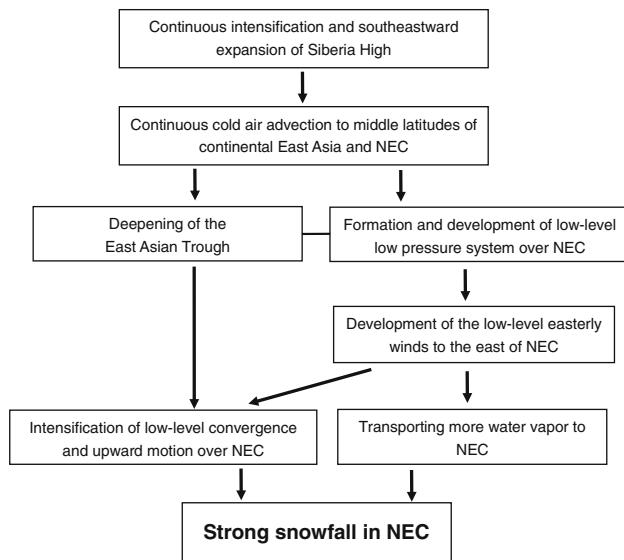 Continuous intensification and southeastward
expansion of Siberia High
Continuous cold air advection to middle latitudes of
continental East Asia and NEC
Deepening of the
East Asian Trough
Formation and development of low-level
low pressure system over NEC
Development of the low-level easterly
winds to the east of NEC
Intensification of low-level convergence
and upward motion over NEC
Transporting more water vapor to
NEC
Strong snowfall in NEC